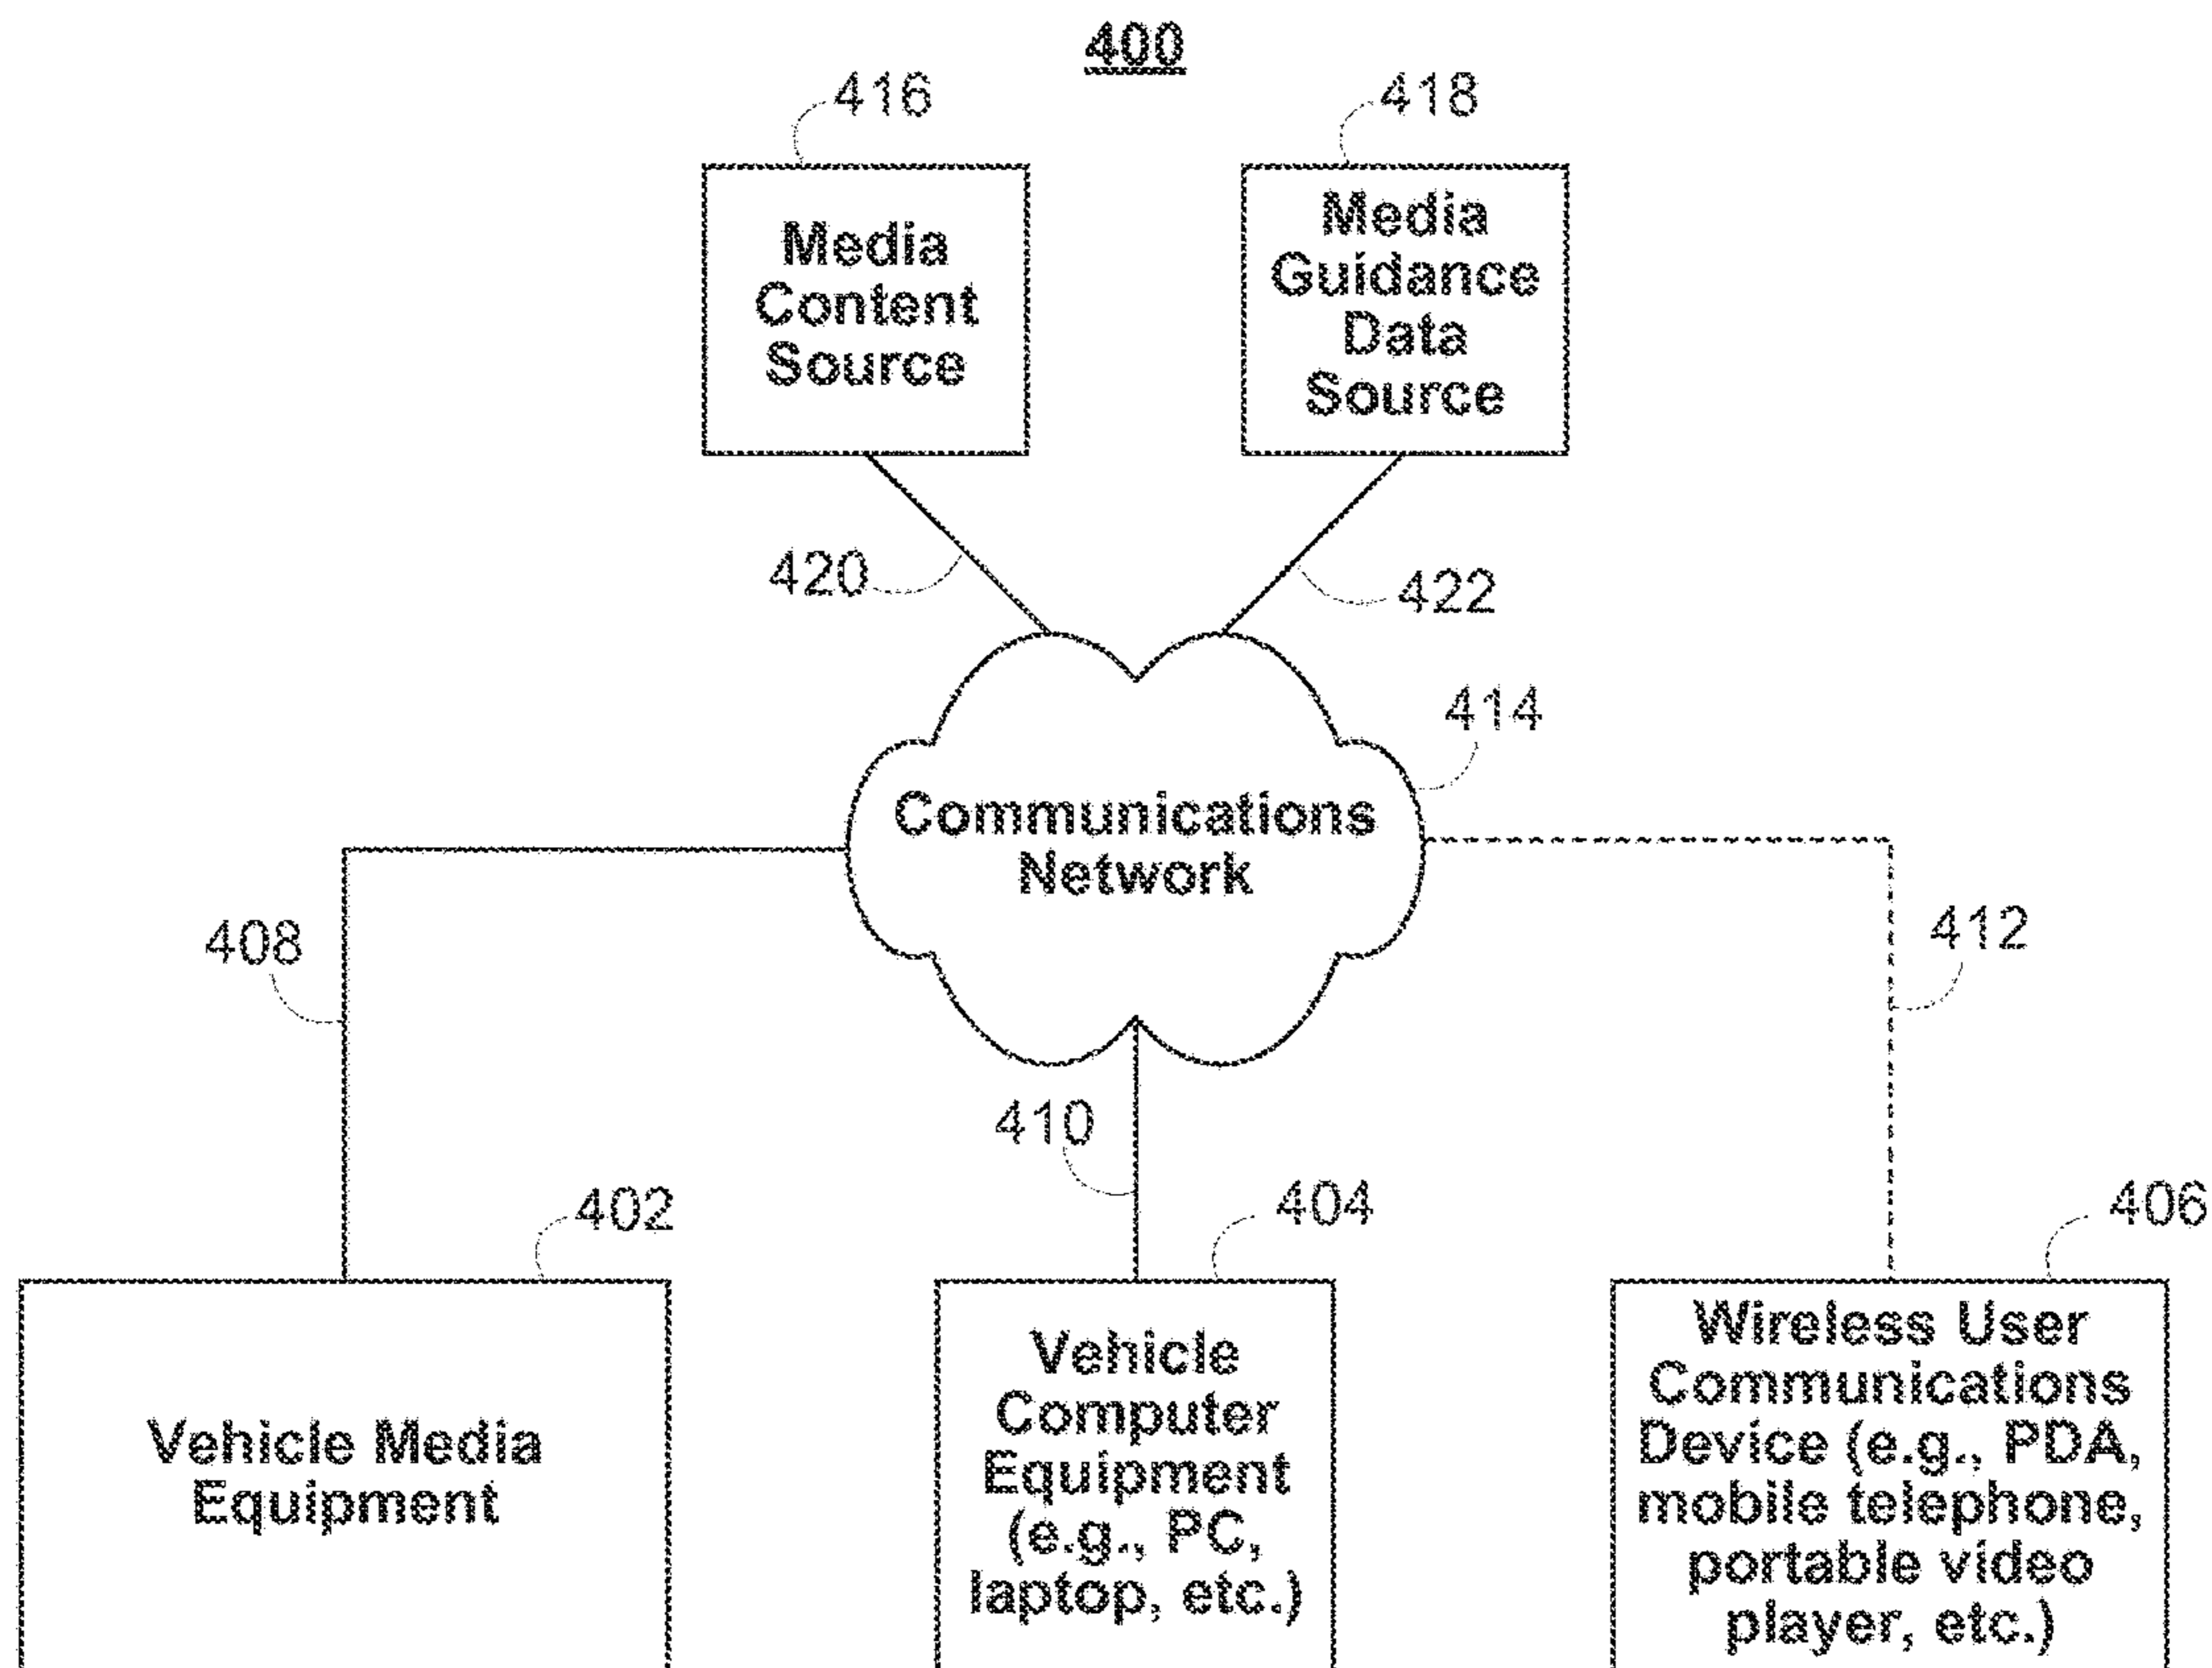 400
416
418
Media
Content
Source
Media
Guidance
Data
Source
420
422
414
Communications
Network
408
412
410
402
404
406
Vehicle Media
Equipment
Vehicle
Computer
Equipment
(e.g., PC,
laptop, etc.)
Wireless User
Communications
Device (e.g., PDA,
mobile telephone,
portable video
player, etc.)